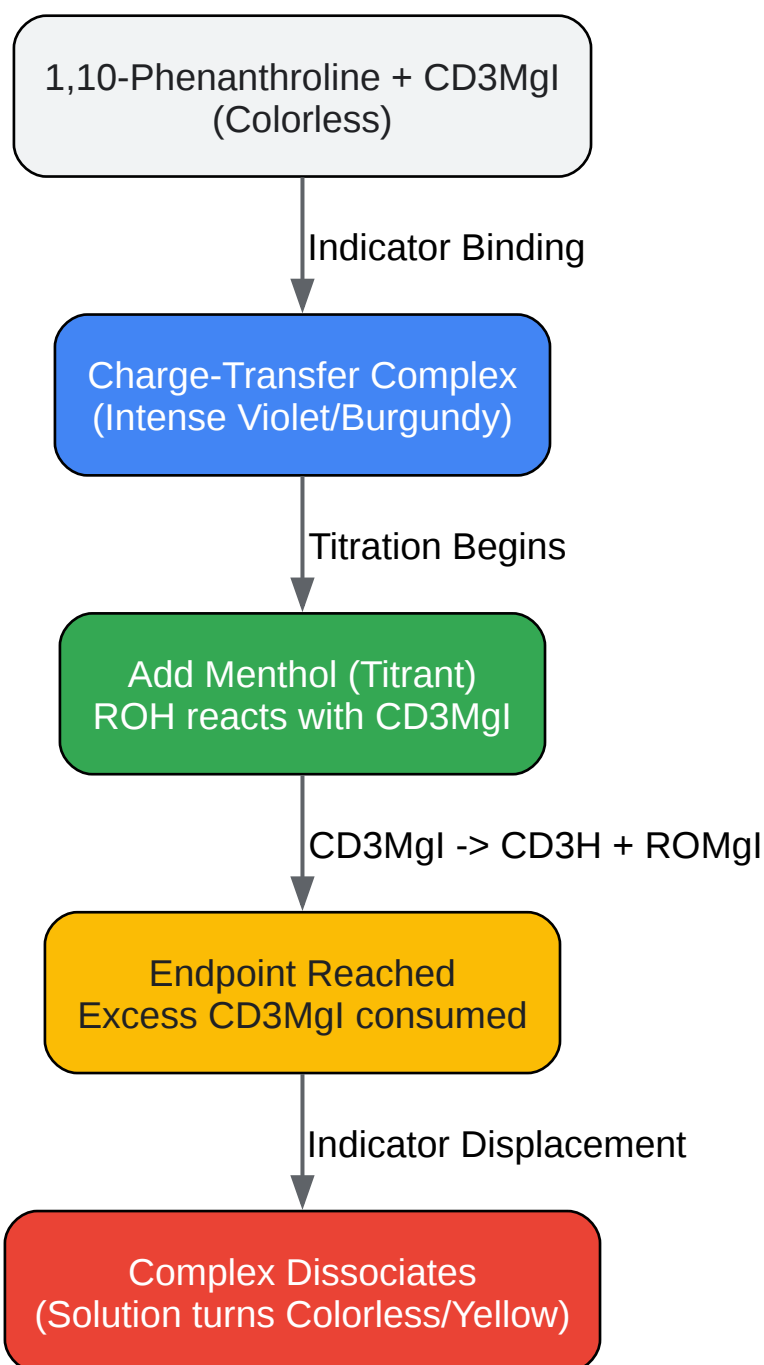 1,10-Phenanthroline + CD3MgI
(Colorless)
Indicator Binding
Charge-Transfer Complex
(Intense Violet/Burgundy)
Titration Begins
Add Menthol (Titrant)
ROH reacts with CD3MgI
CD3MgI -> CD3H + ROMgI
Endpoint Reached
Excess CD3MgI consumed
Indicator Displacement
Complex Dissociates
(Solution turns Colorless/Yellow)